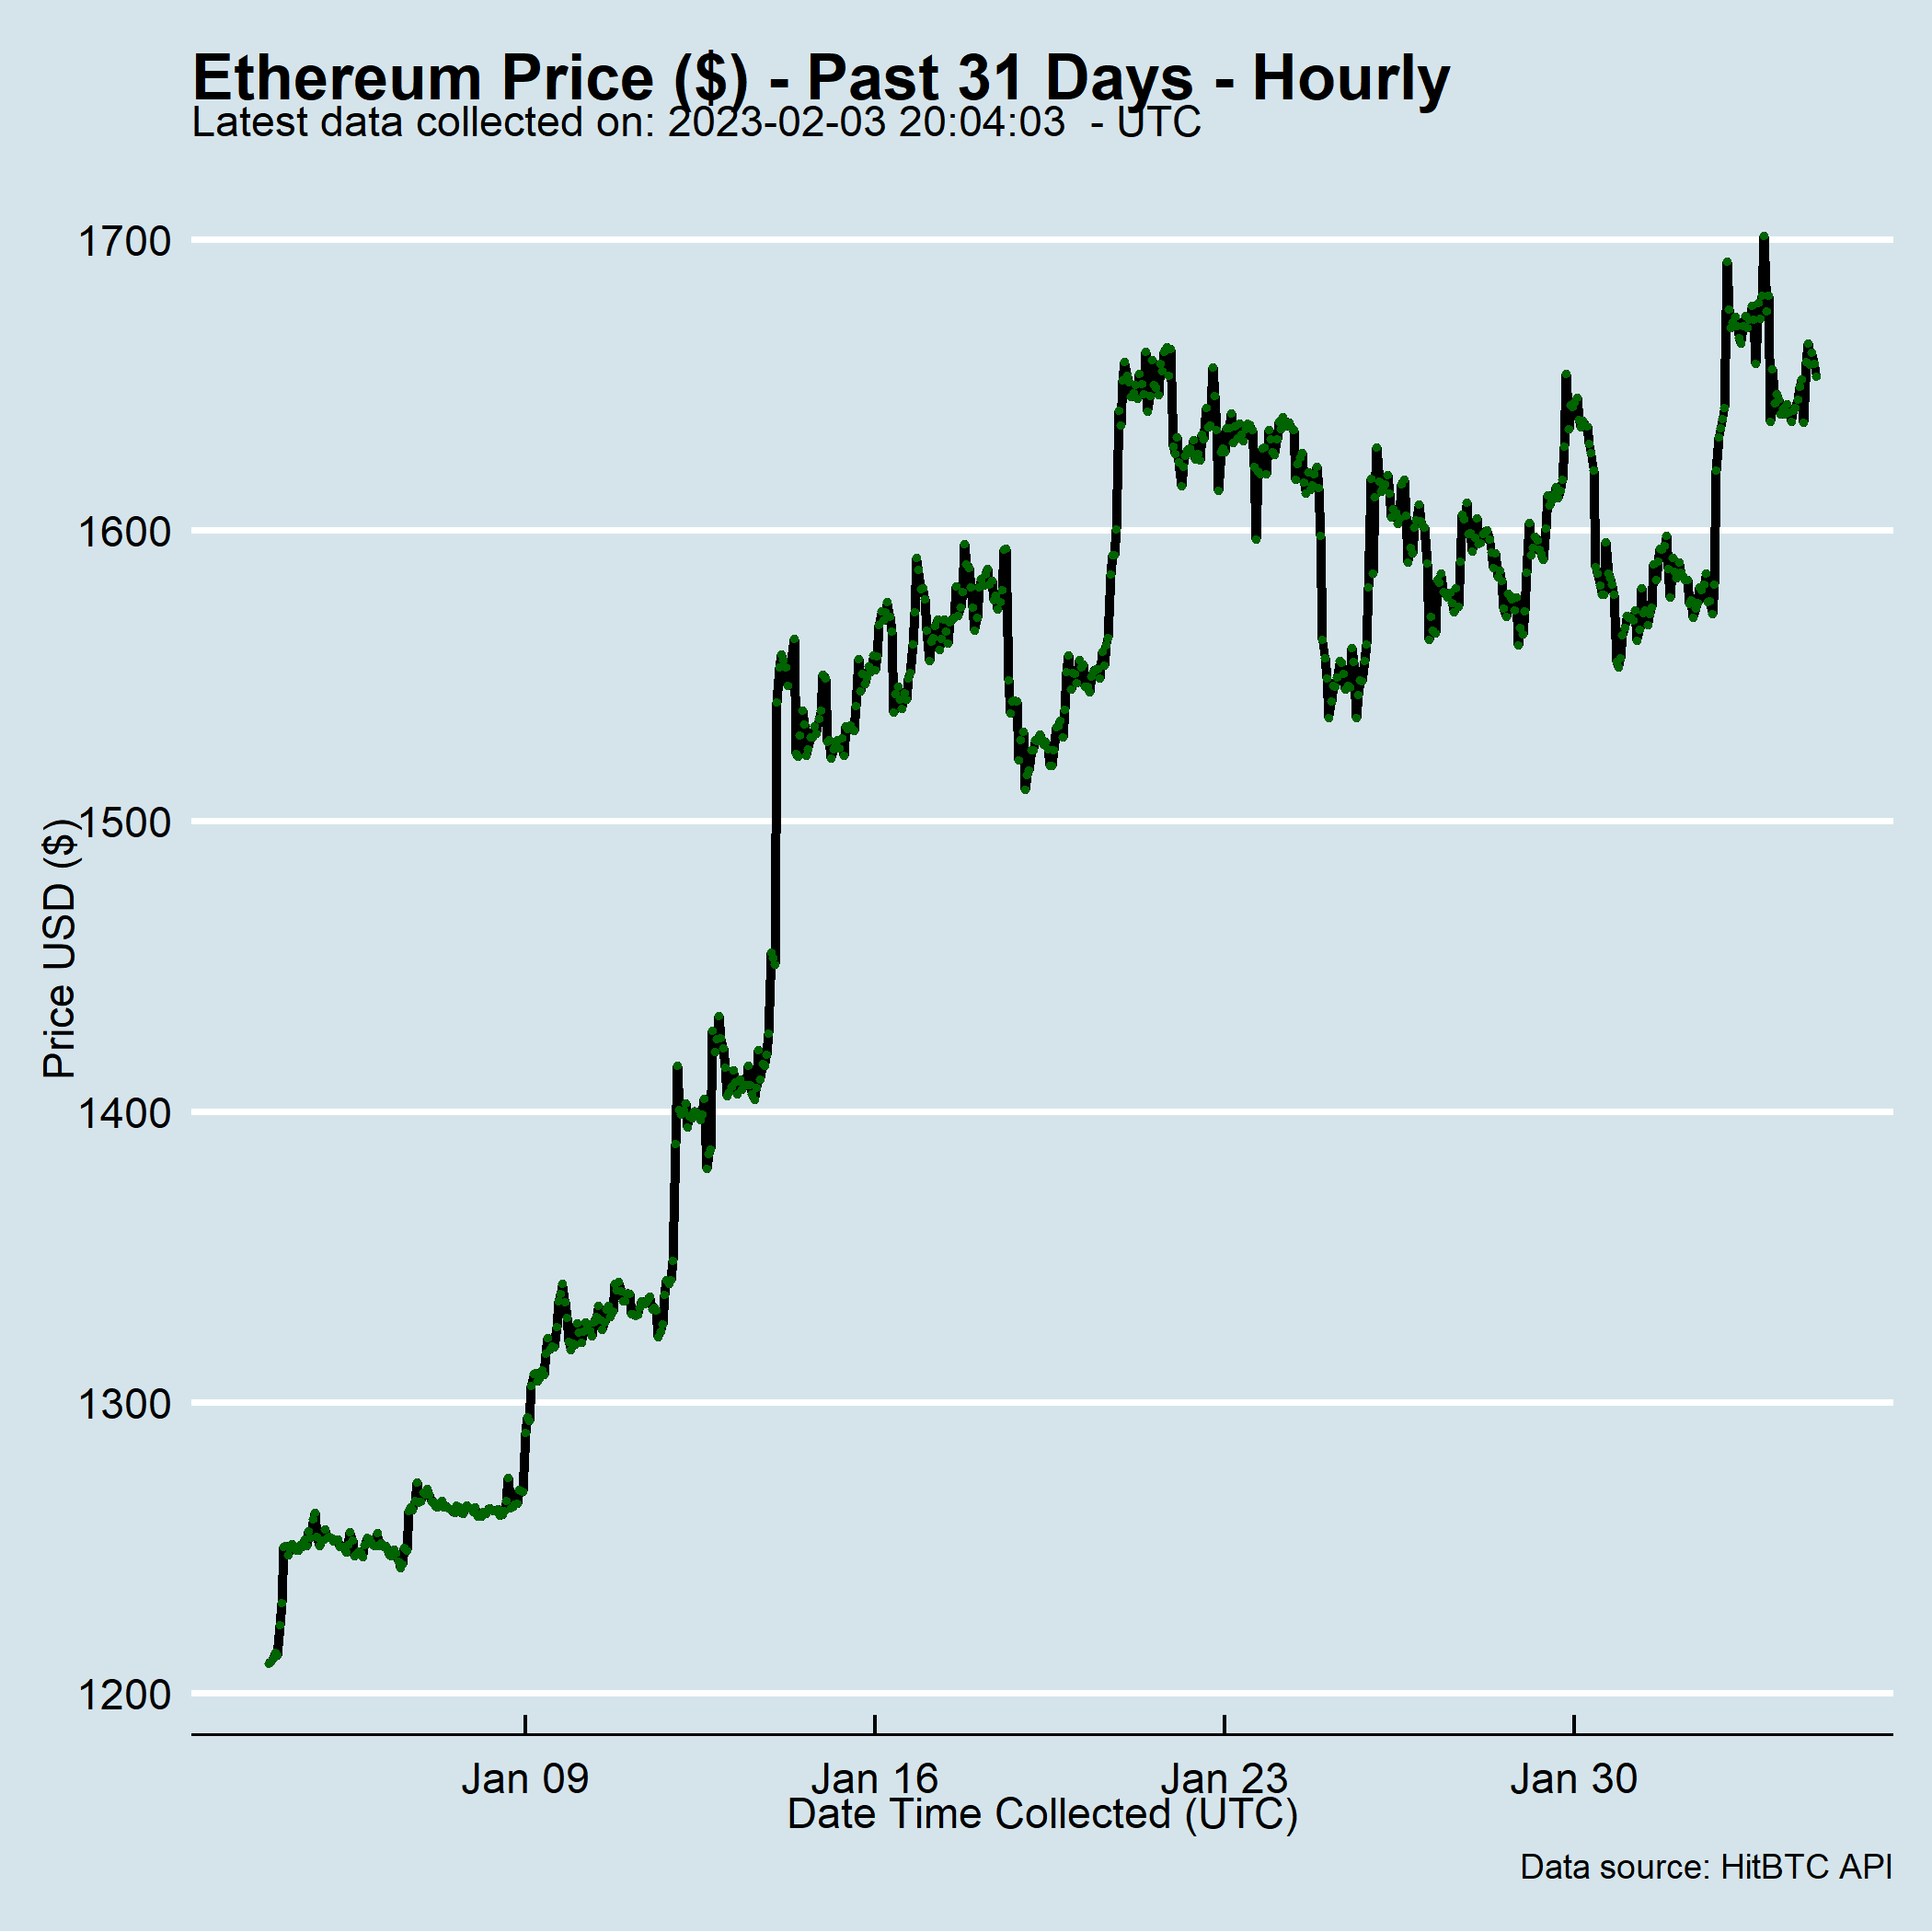 Ethereum Price ($) - Past 31 Days - Hourly
Latest data collected on: 2023-02-03 20:04:03  - UTC
1700
1600
1500
1400
1300
1200
Price USD ($)
Jan 09
Jan 16
Jan 23
Jan 30
Date Time Collected (UTC)
Data source: HitBTC API